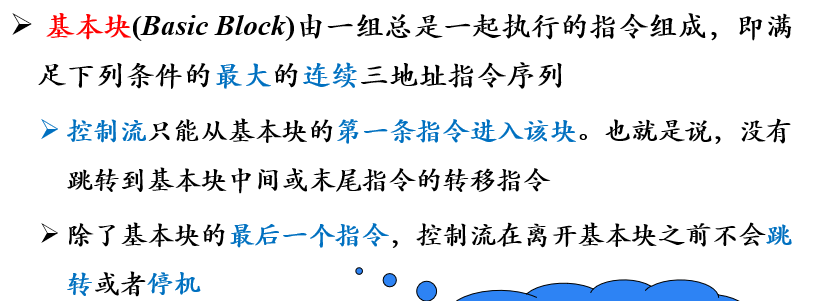 ➢ 基本块(Basic Block)由一组总是一起执行的指令组成，即满
足下列条件的最大的连续三地址指令序列
➢ 控制流只能从基本块的第一条指令进入该块。也就是说，没有
跳转到基本块中间或末尾指令的转移指令
➢ 除了基本块的最后一个指令，控制流在离开基本块之前不会跳
转或者停机